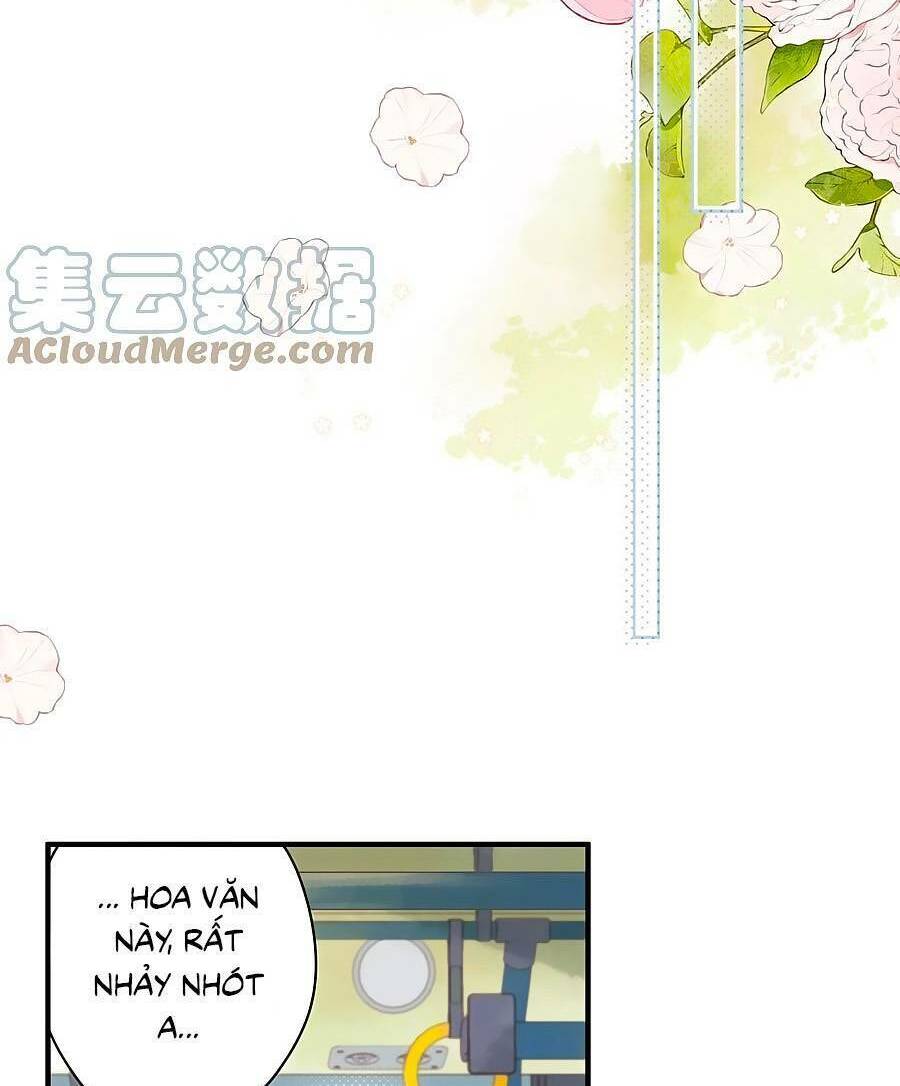 集云数据
ACloudMerge.com
... HOA VĂN
NÀY, RẤT
NHẢY NHÓT
A...